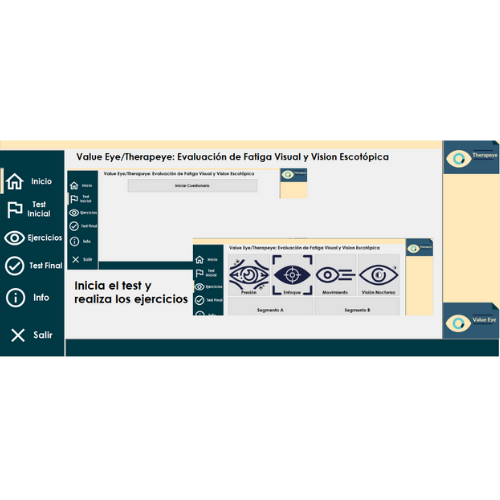 Value Eye/Therapeye: Evaluación de Fatiga Visual y Vision Escotópica
Therapeye
Inicio
Test
Inicial
Ejercicios
Test Final
Info
Salir
Value Eye/Therapeye: Evaluación de Fatiga Visual y Vision Escotópica
Iniciar Cuestionario
Therapeye
Inicio
Test
Inicial
Ejercicios
Test Final
Info
Salir
Inicia el test y
realiza los ejercicios
Value Eye/Therapeye: Evaluación de Fatiga Visual y Vision Escotópica
Therapeye
Inicio
Test
Inicial
Ejercicios
Test Final
Info
Presión
Enfoque
Movimiento
Visión Nocturna
Segmento A
Segmento B
Value Eye